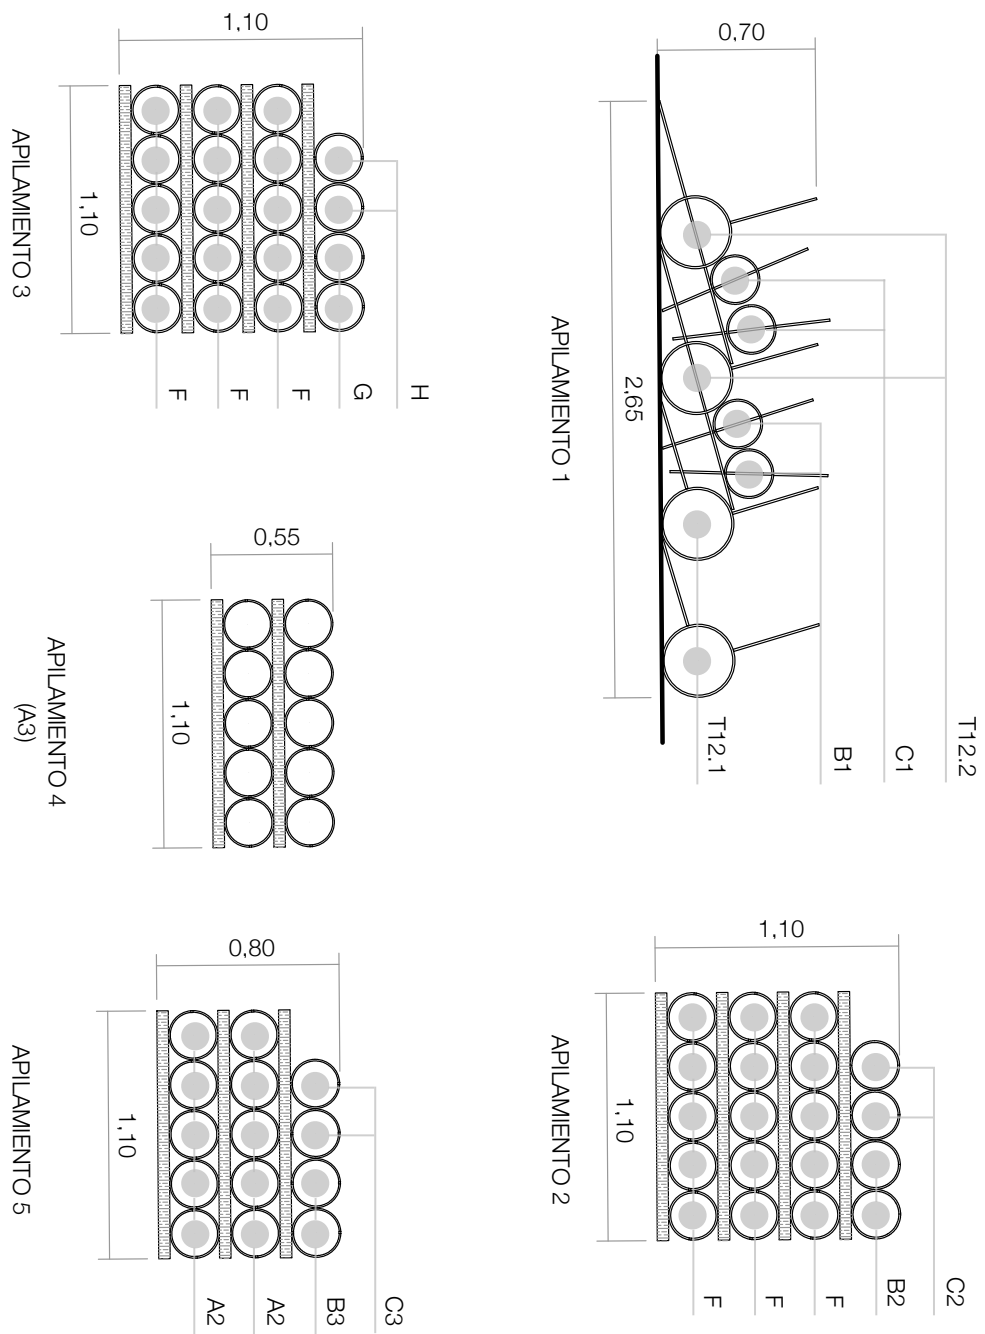 APILAMIENTO 1
0,70
2,65
T12.2
C1
B1
T12.1
APILAMIENTO 2
1,10
1,10
C2
B2
F
F
F
APILAMIENTO 3
1,10
1,10
H
G
F
F
F
APILAMIENTO 4
(A3)
0,55
1,10
APILAMIENTO 5
0,80
1,10
C3
B3
A2
A2